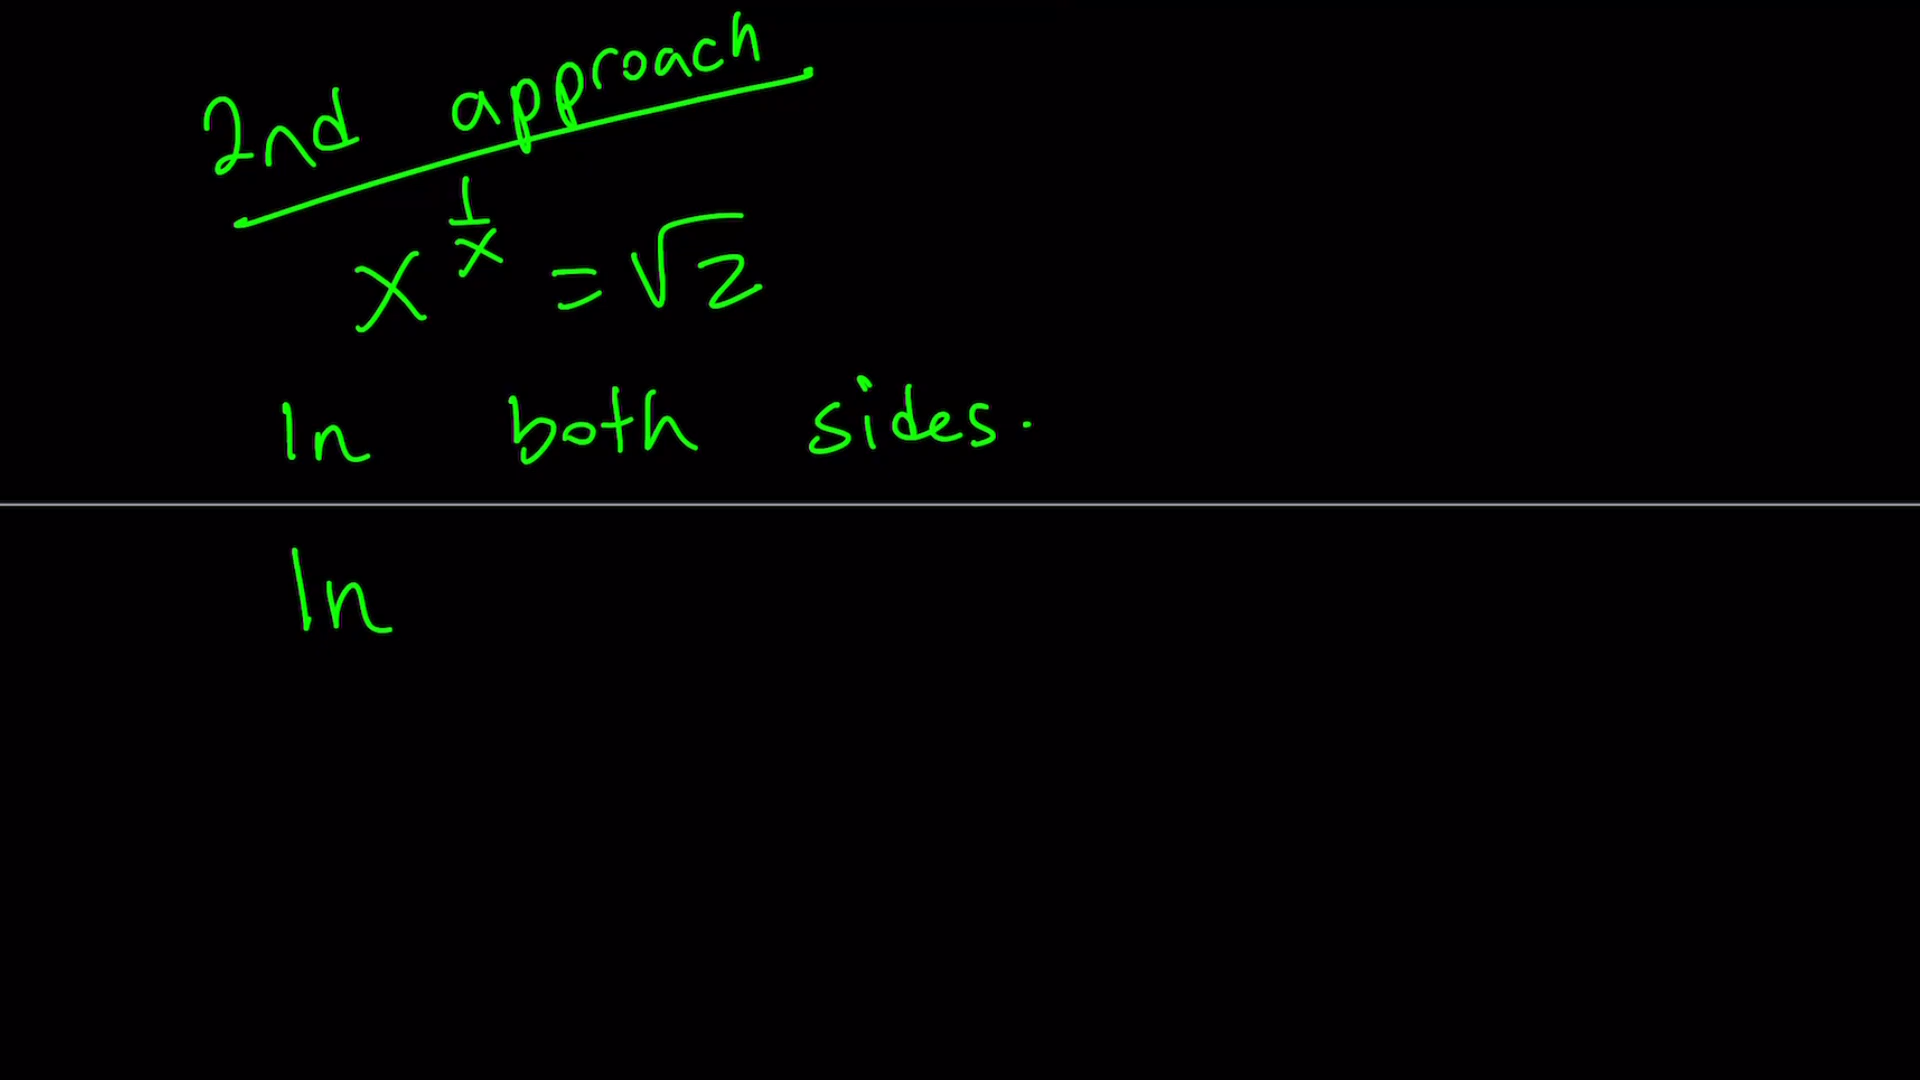 2nd approach
x^(1/x) = √2
ln both sides.
ln